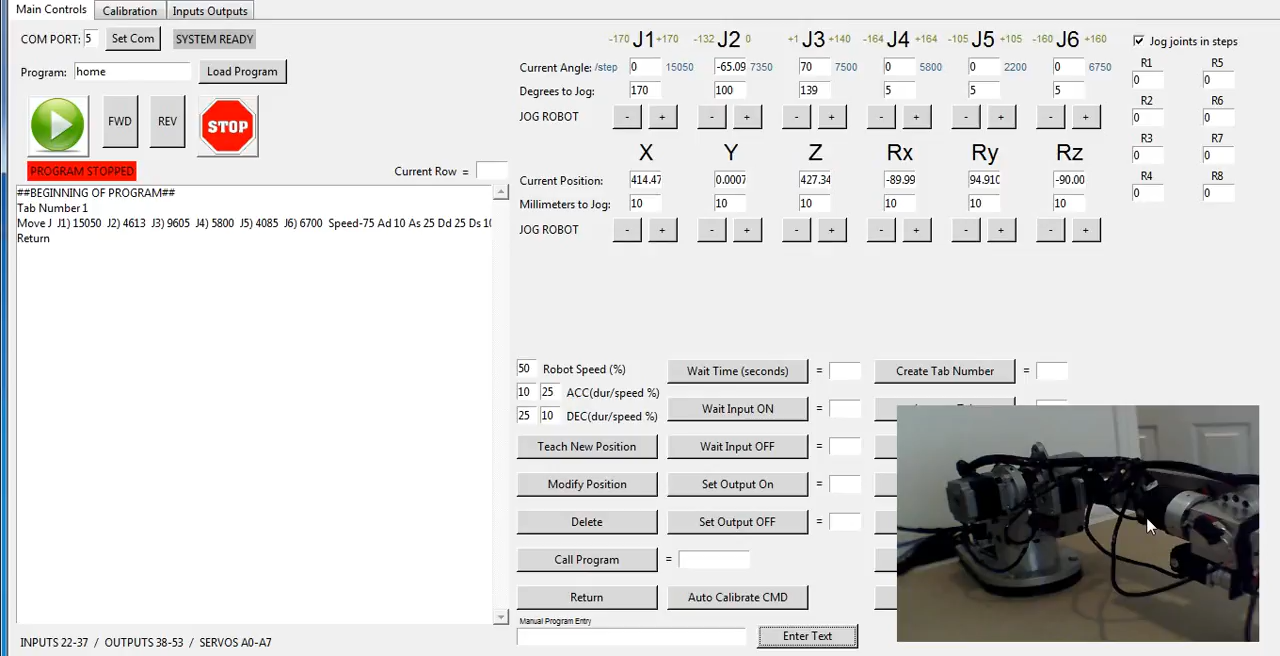 Main Controls Calibration Inputs Outputs
COM PORT: 5 Set Com SYSTEM READY
Program: home Load Program
FWD REV STOP
PROGRAM STOPPED Current Row =
##BEGINNING OF PROGRAM##
Tab Number 1
Move J J1) 15050 J2) 4613 J3) 9605 J4) 5800 J5) 4085 J6) 6700 Speed-75 Ad 10 As 25 Dd 25 Ds 10
Return
INPUTS 22-37 / OUTPUTS 38-53 / SERVOS A0-A7
-170 J1 +170 -132 J2 0 +1 J3 +140 -164 J4 +164 -105 J5 +105 -160 J6 +160
Current Angle: /step 0 15050 -65.09 7350 70 7500 0 5800 0 2200 0 6750
Degrees to Jog: 170 100 139 5 5 5
JOG ROBOT - + - + - + - + - + - +
X Y Z Rx Ry Rz
Current Position: 414.47 0.0007 427.34 -89.99 94.910 -90.00
Millimeters to Jog: 10 10 10 10 10 10
JOG ROBOT - + - + - + - + - + - +
Jog joints in steps
R1 R5
0 0
R2 R6
0 0
R3 R7
0 0
R4 R8
0 0
50 Robot Speed (%) Wait Time (seconds) = Create Tab Number =
10 25 ACC(dur/speed %)
Wait Input ON =
25 10 DEC(dur/speed %)
Teach New Position Wait Input OFF =
Modify Position Set Output On =
Delete Set Output OFF =
Call Program =
Return Auto Calibrate CMD
Manual Program Entry
Enter Text